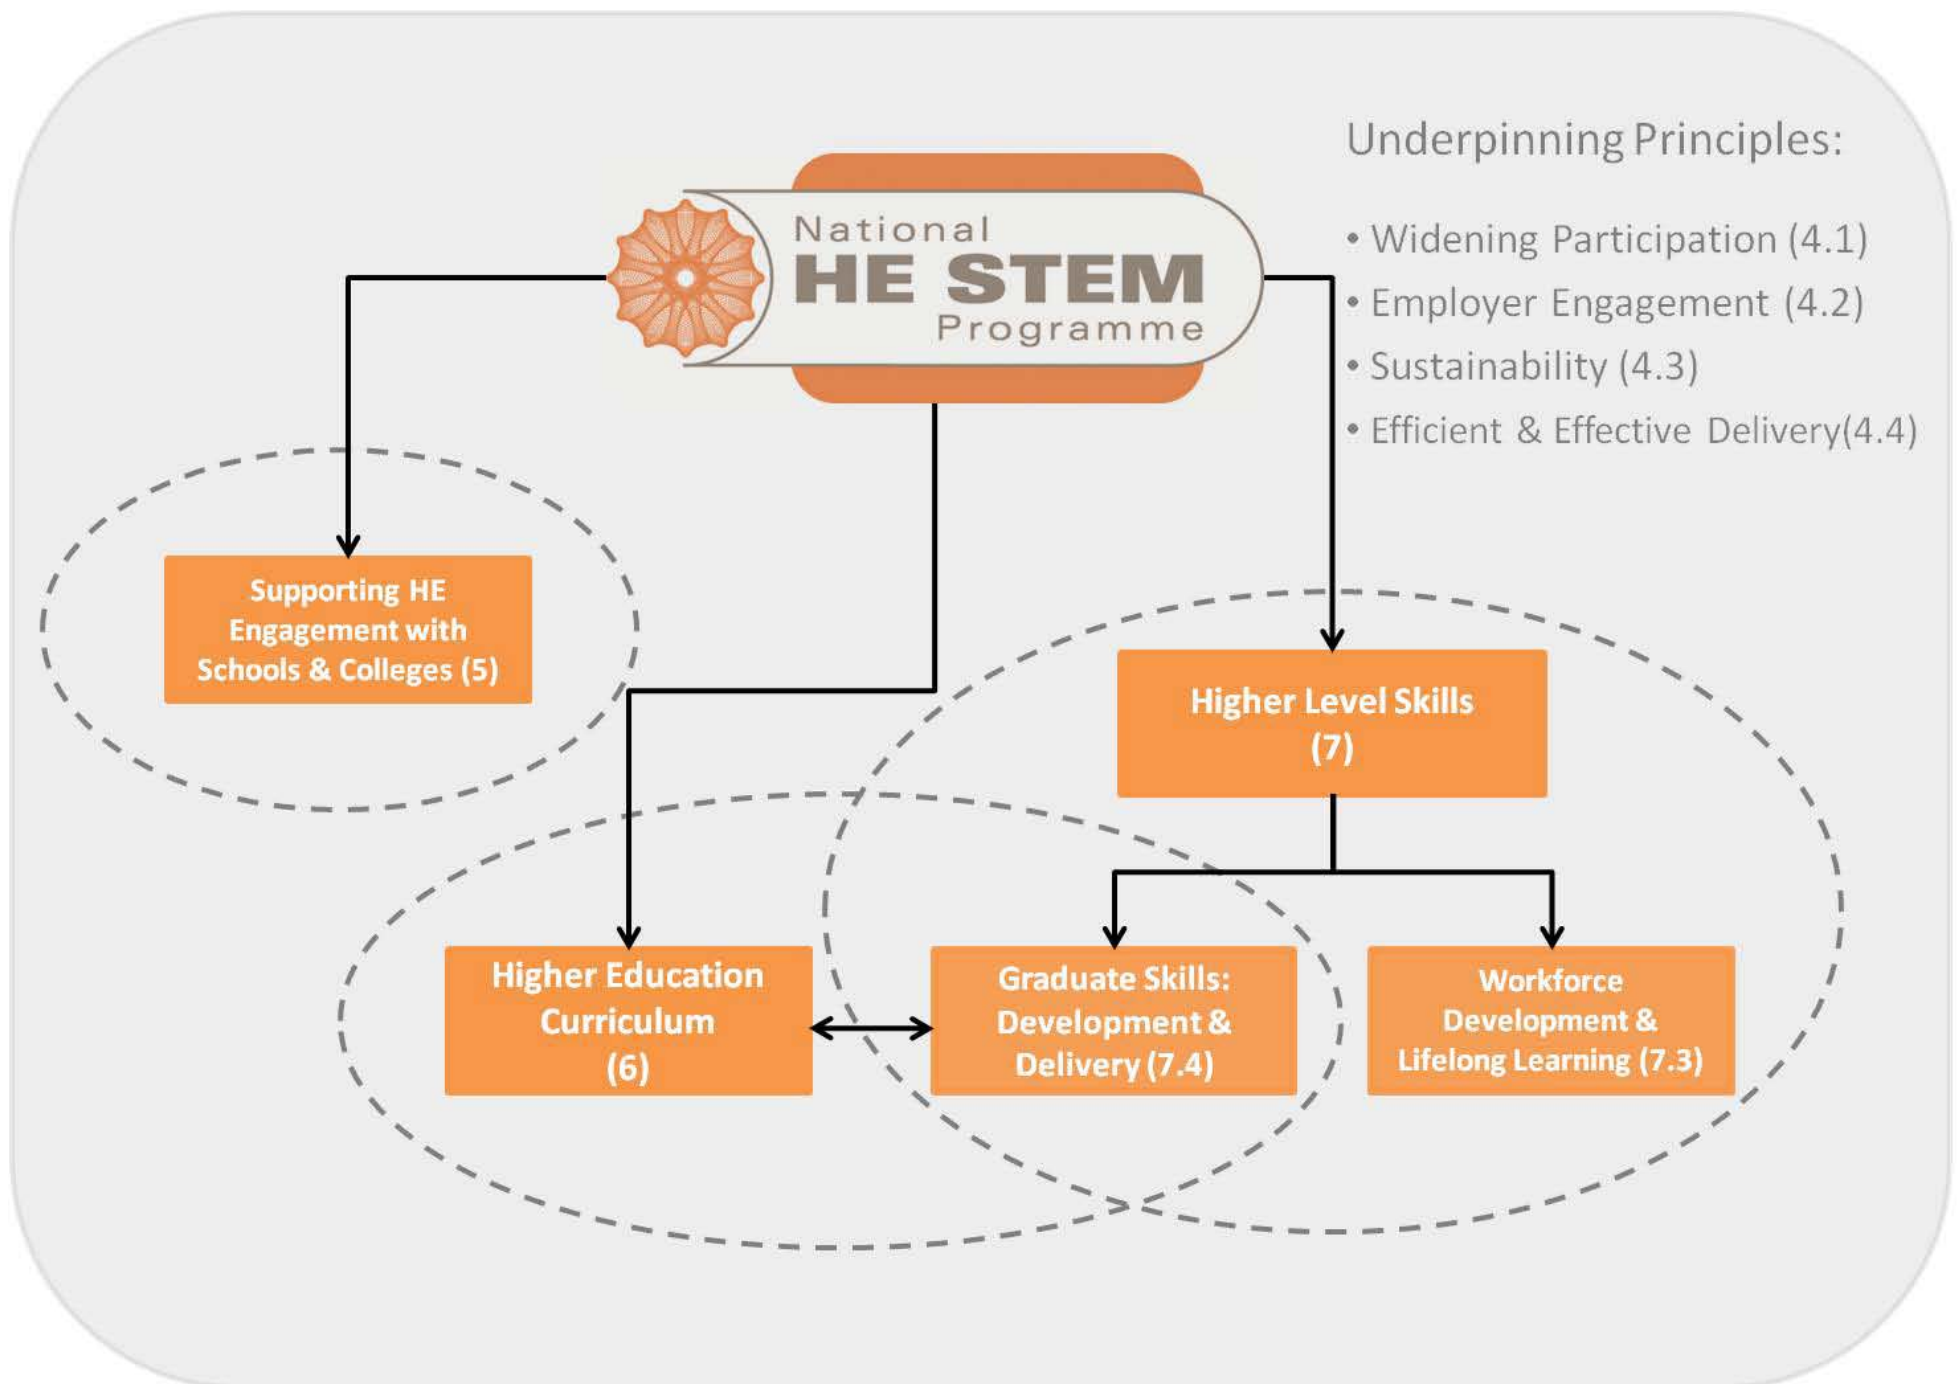 National
HE STEM
Programme
Underpinning Principles:
• Widening Participation (4.1)
• Employer Engagement (4.2)
• Sustainability (4.3)
• Efficient & Effective Delivery(4.4)
Supporting HE
Engagement with
Schools & Colleges (5)
Higher Level Skills
(7)
Higher Education
Curriculum
(6)
Graduate Skills:
Development &
Delivery (7.4)
Workforce
Development &
Lifelong Learning (7.3)